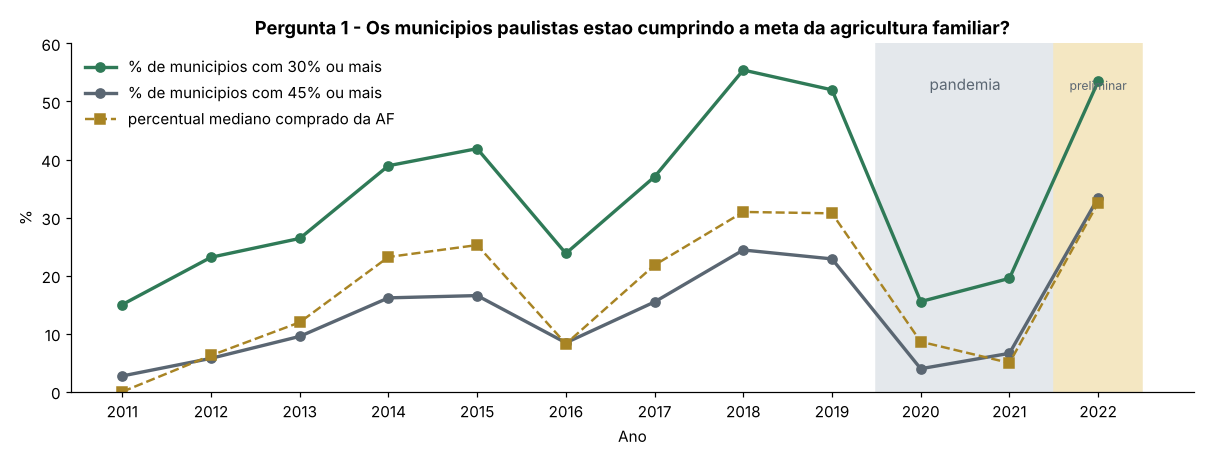 Pergunta 1 - Os municipios paulistas estao cumprindo a meta da agricultura familiar?
60
50
40
30
20
10
0
%
% de municipios com 30% ou mais
% de municipios com 45% ou mais
percentual mediano comprado da AF
pandemia
preliminar
2011 2012 2013 2014 2015 2016 2017 2018 2019 2020 2021 2022
Ano